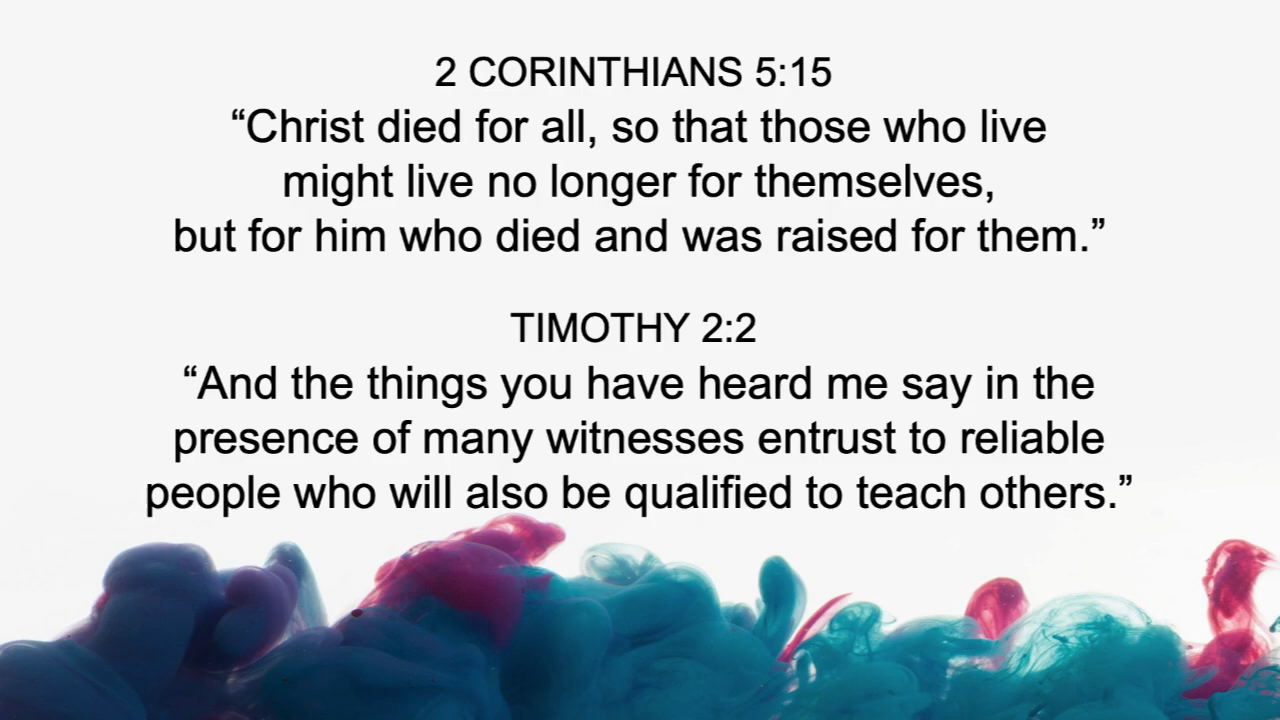 2 CORINTHIANS 5:15
“Christ died for all, so that those who live
might live no longer for themselves,
but for him who died and was raised for them.”
TIMOTHY 2:2
“And the things you have heard me say in the
presence of many witnesses entrust to reliable
people who will also be qualified to teach others.”